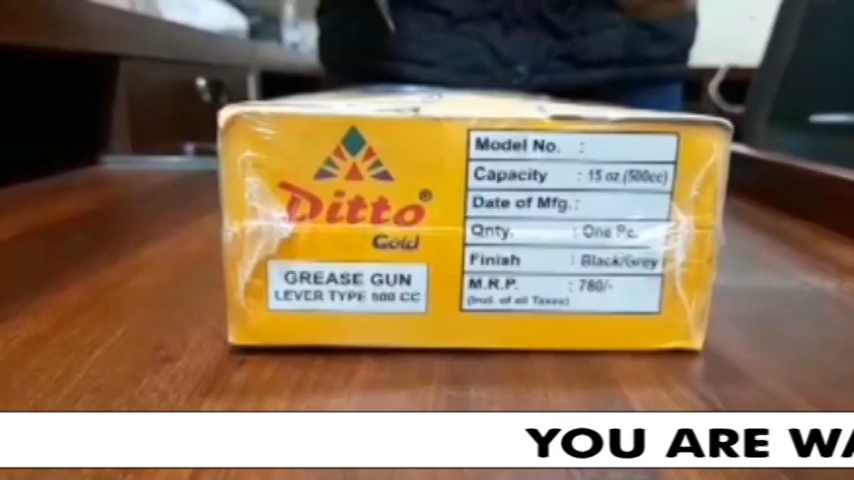 Ditto®
Gold
GREASE GUN
LEVER TYPE 500 CC
Model No. :
Capacity : 15 oz.(500cc)
Date of Mfg. :
Qnty. : One Pc.
Finish : Black/Grey
M.R.P. : 780/-
(Incl. of all Taxes)
YOU ARE WA